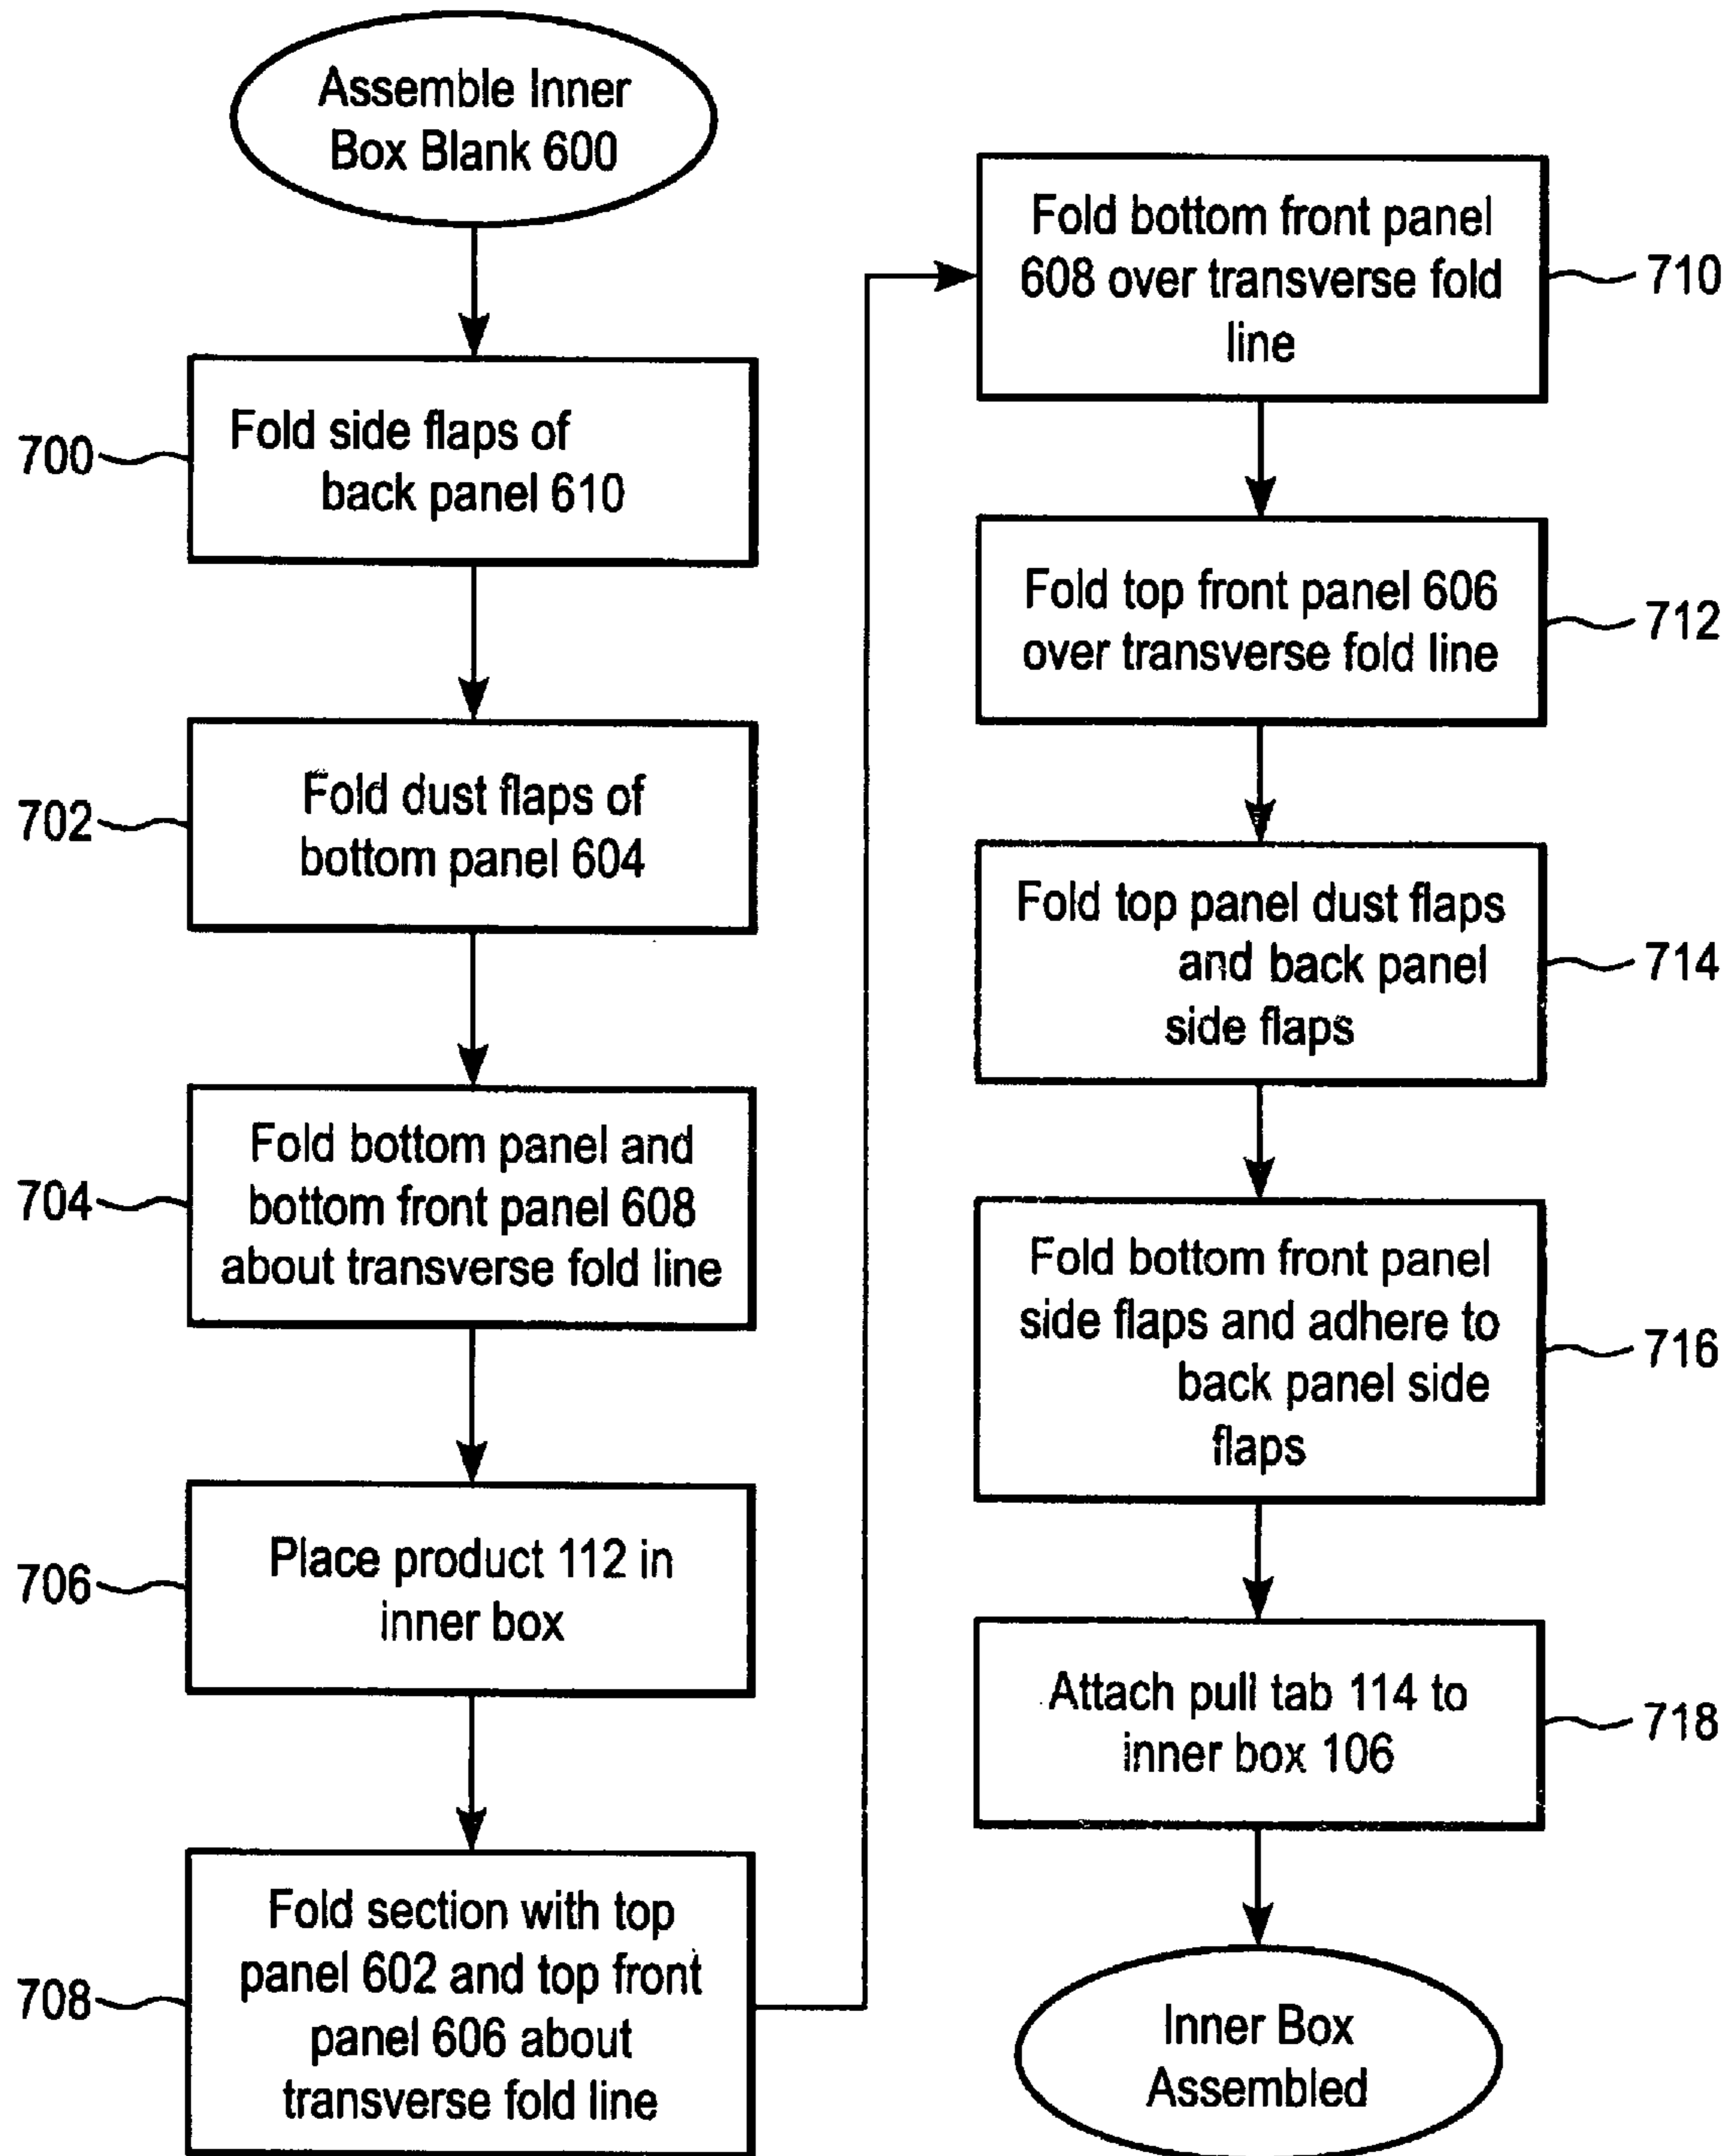 Assemble Inner
Box Blank 600
700
Fold side flaps of
back panel 610
702
Fold dust flaps of
bottom panel 604
704
Fold bottom panel and
bottom front panel 608
about transverse fold line
706
Place product 112 in
inner box
708
Fold section with top
panel 602 and top front
panel 606 about
transverse fold line
Fold bottom front panel
608 over transverse fold
line
710
Fold top front panel 606
over transverse fold line
712
Fold top panel dust flaps
and back panel
side flaps
714
Fold bottom front panel
side flaps and adhere to
back panel side
flaps
716
Attach pull tab 114 to
inner box 106
718
Inner Box
Assembled